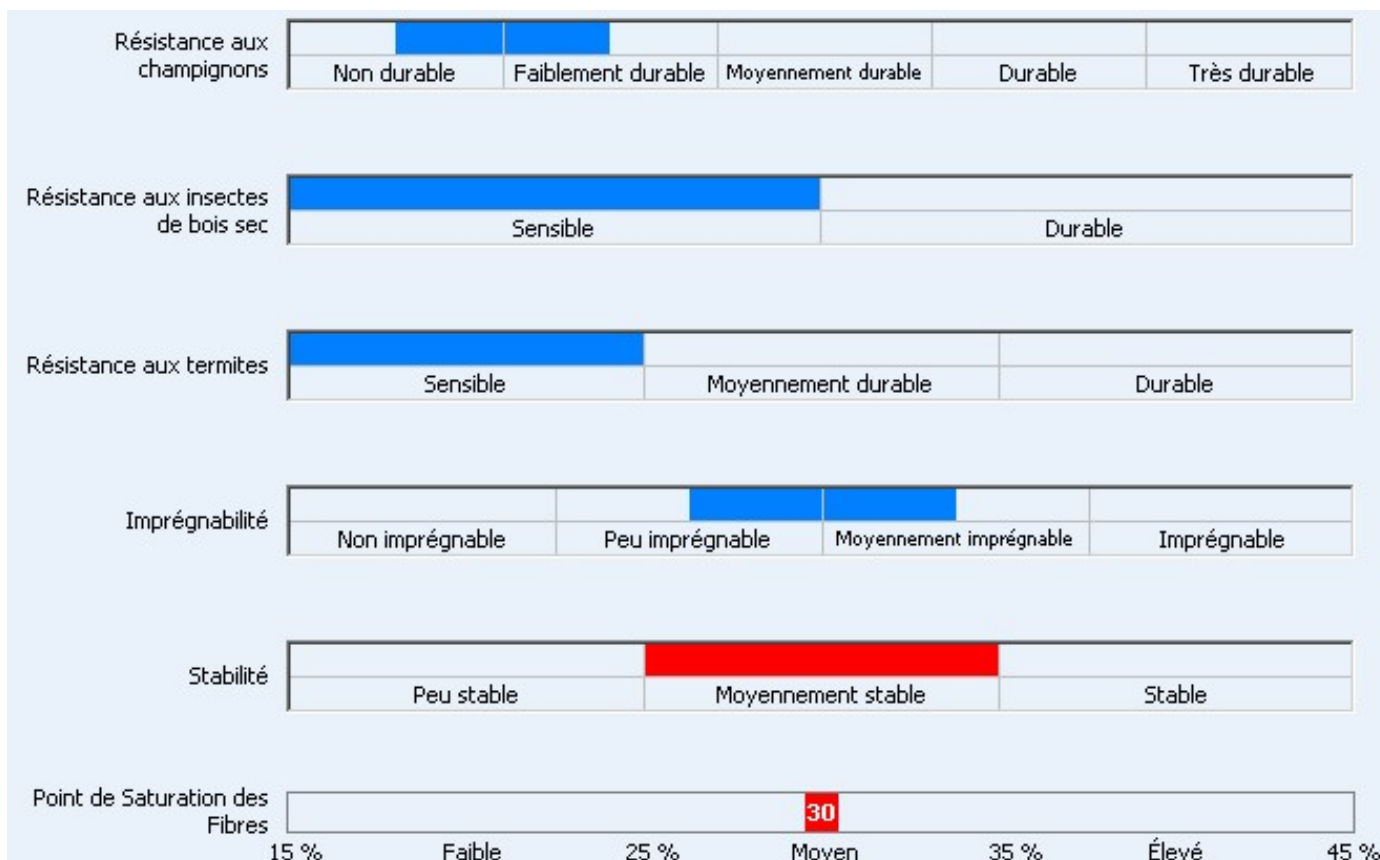 Résistance aux
champignons
Non durable Faiblement durable Moyennement durable Durable Très durable
Résistance aux insectes
de bois sec
Sensible Durable
Résistance aux termites
Sensible Moyennement durable Durable
Imprégnabilité
Non imprégnable Peu imprégnable Moyennement imprégnable Imprégnable
Stabilité
Peu stable Moyennement stable Stable
Point de Saturation des
Fibres
30
15 % Faible 25 % Moyen 35 % Élevé 45 %